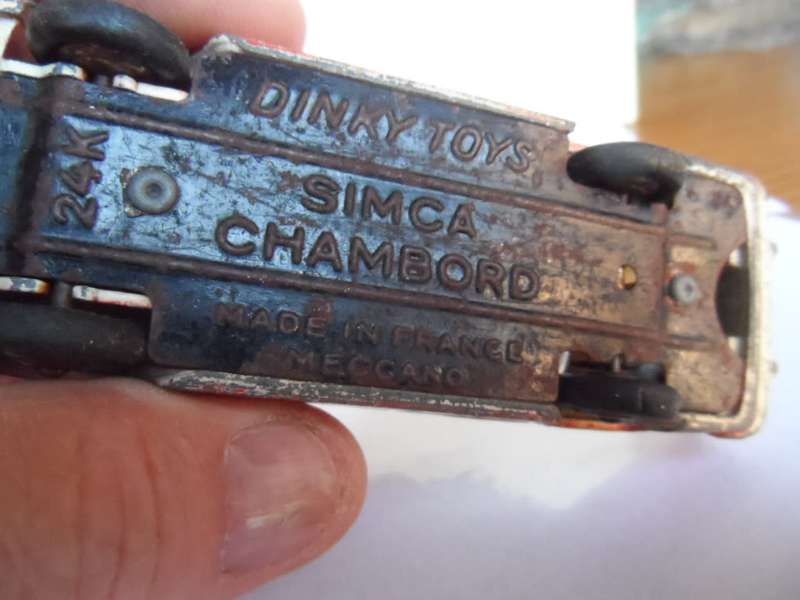 DINKY TOYS
24K
SIMCA
CHAMBORD
MADE IN FRANCE
MECCANO